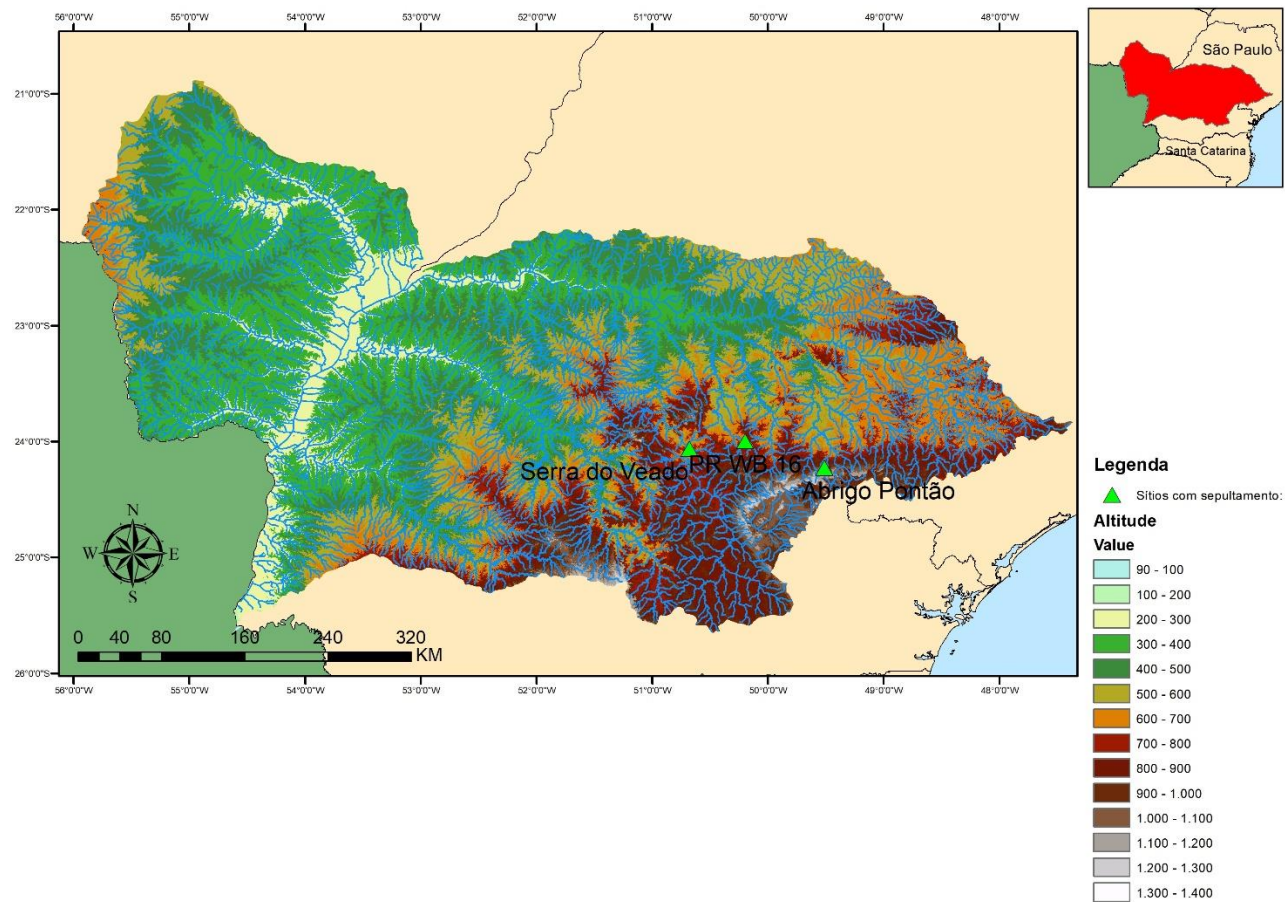 56°0'0"W 55°0'0"W 54°0'0"W 53°0'0"W 52°0'0"W 51°0'0"W 50°0'0"W 49°0'0"W 48°0'0"W
21°0'0"S
22°0'0"S
23°0'0"S
24°0'0"S
25°0'0"S
26°0'0"S
Serra do Veado
PR WB 16
Abrigo Pontão
N
W E
S
0 40 80 160 240 320
KM
56°0'0"W 55°0'0"W 54°0'0"W 53°0'0"W 52°0'0"W 51°0'0"W 50°0'0"W 49°0'0"W 48°0'0"W
São Paulo
Santa Catarina
Legenda
Sítios com sepultamento:
Altitude
Value
90 - 100
100 - 200
200 - 300
300 - 400
400 - 500
500 - 600
600 - 700
700 - 800
800 - 900
900 - 1.000
1.000 - 1.100
1.100 - 1.200
1.200 - 1.300
1.300 - 1.400